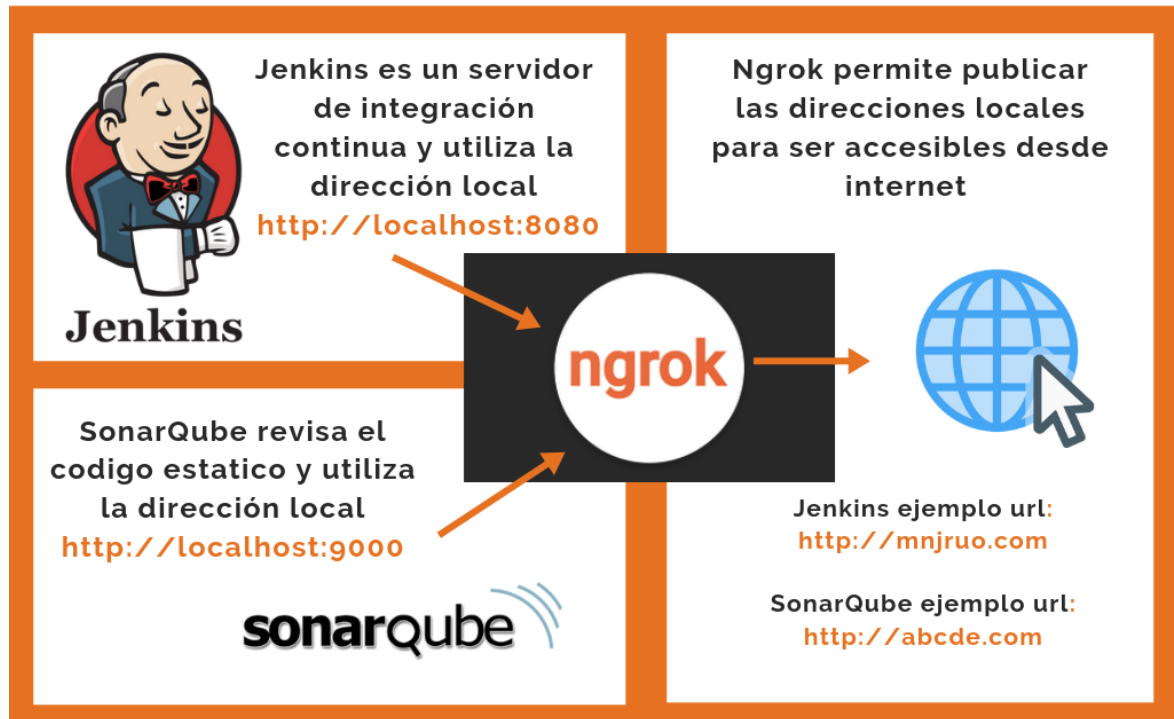 Jenkins es un servidor
de integración
continua y utiliza la
dirección local
http://localhost:8080
Jenkins
SonarQube revisa el
codigo estatico y utiliza
la dirección local
http://localhost:9000
sonarqube
ngrok
Ngrok permite publicar
las direcciones locales
para ser accesibles desde
internet
Jenkins ejemplo url:
http://mnjruo.com
SonarQube ejemplo url:
http://abcde.com